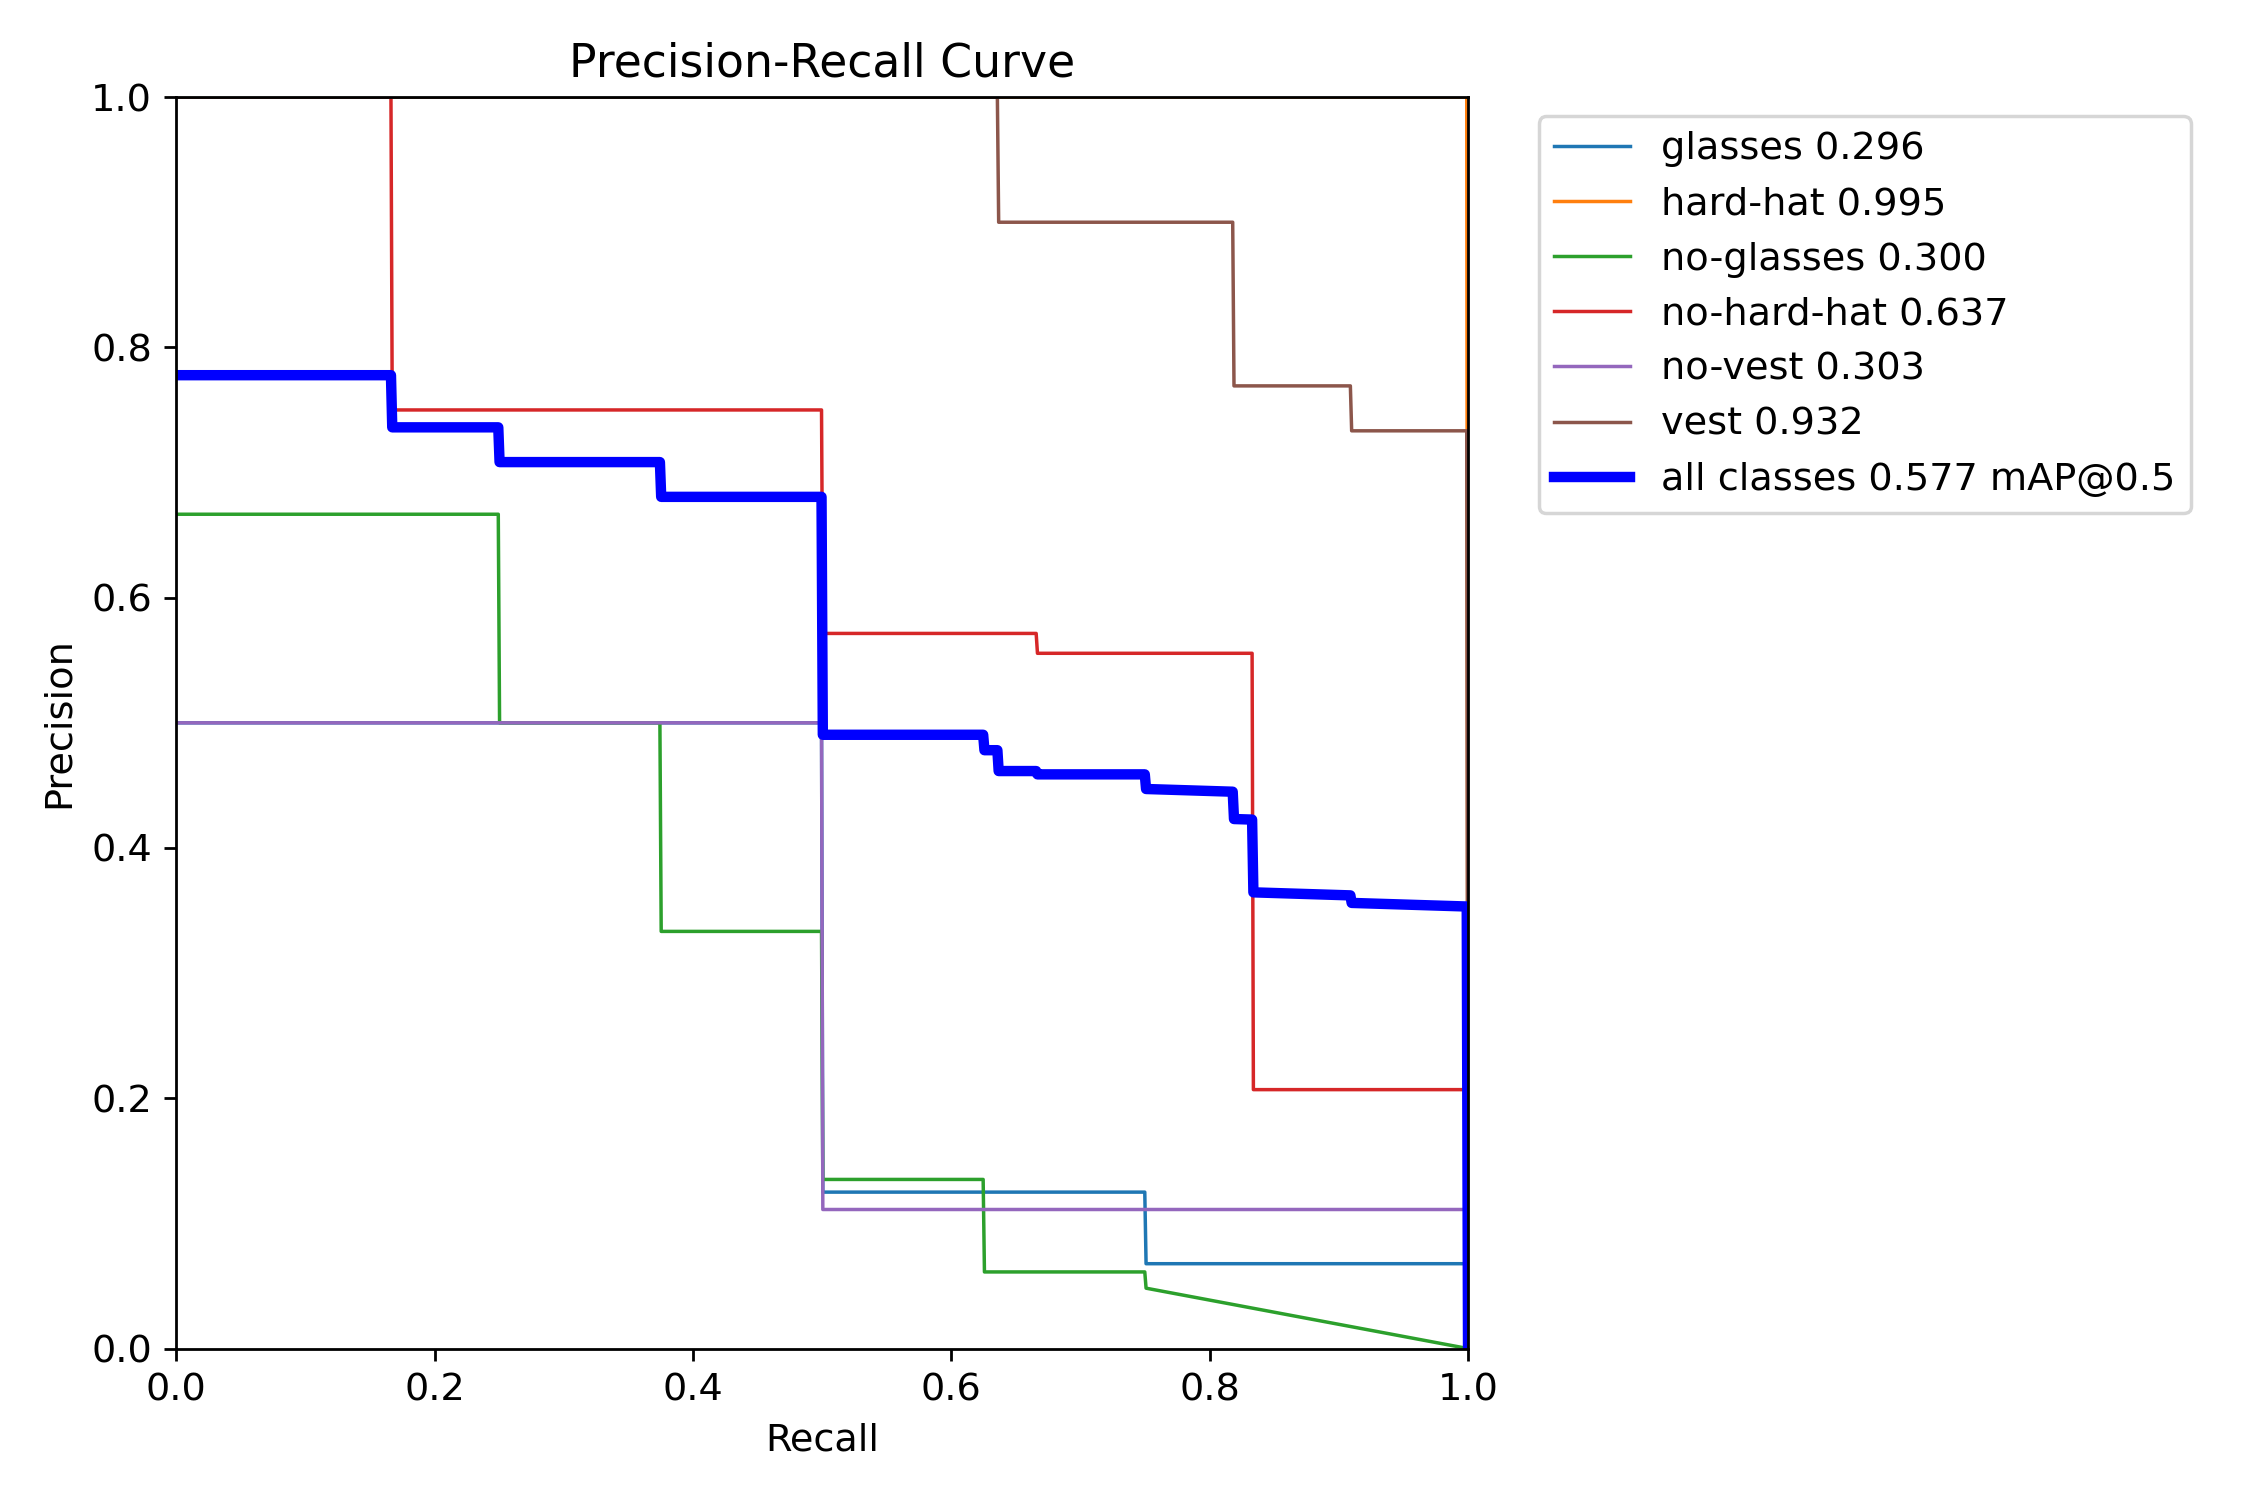 Precision-Recall Curve
1.0
0.8
0.6
0.4
0.2
0.0
Precision
0.0 0.2 0.4 0.6 0.8 1.0
Recall
glasses 0.296
hard-hat 0.995
no-glasses 0.300
no-hard-hat 0.637
no-vest 0.303
vest 0.932
all classes 0.577 mAP@0.5